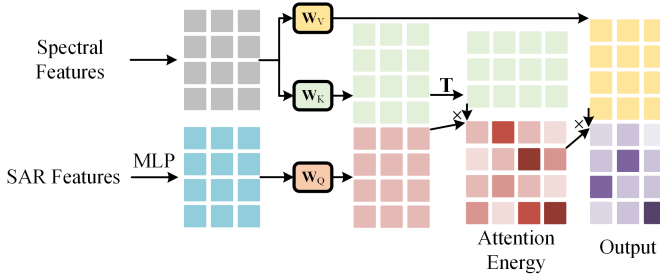 Spectral
Features
W_V
W_K
T
×
×
SAR Features
MLP
W_Q
Attention
Energy
Output